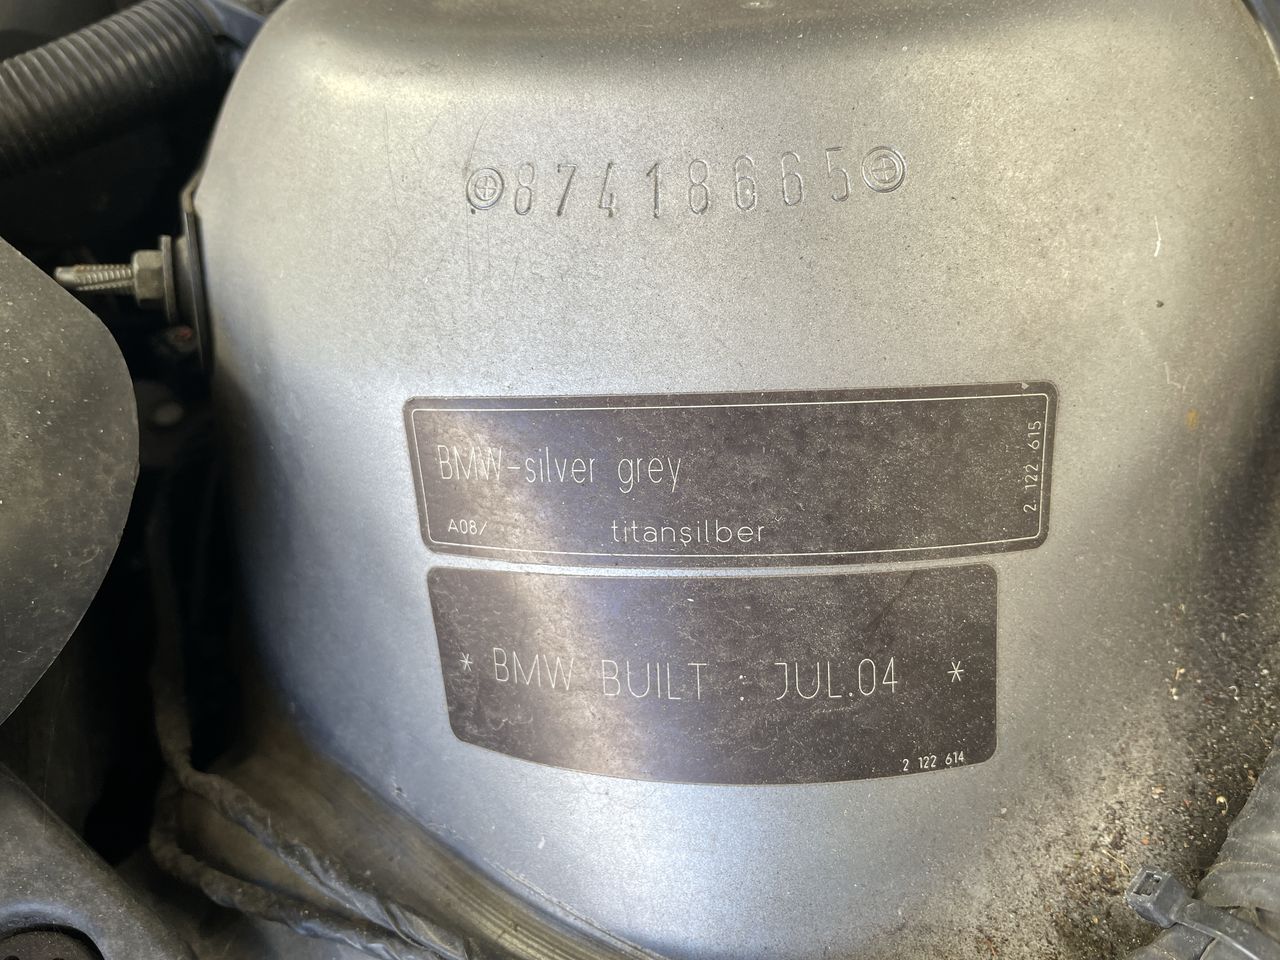 87418665
BMW-silver grey
A08/ titansilber
2 122 615
* BMW BUILT : JUL.04 *
2 122 614